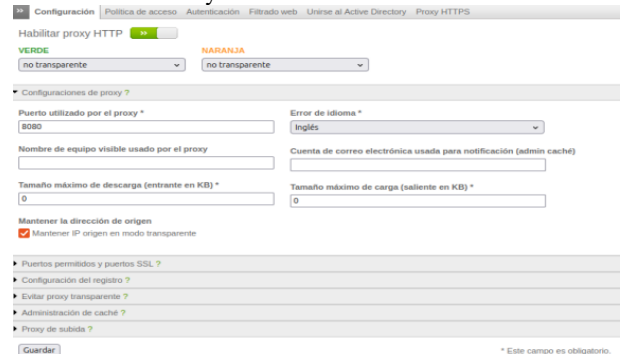 » Configuración Política de acceso Autenticación Filtrado web Unirse al Active Directory Proxy HTTPS
Habilitar proxy HTTP »
VERDE NARANJA
no transparente no transparente
Configuraciones de proxy ?
Puerto utilizado por el proxy * Error de idioma *
8080 Inglés
Nombre de equipo visible usado por el proxy Cuenta de correo electrónica usada para notificación (admin caché)
Tamaño máximo de descarga (entrante en KB) * Tamaño máximo de carga (saliente en KB) *
0 0
Mantener la dirección de origen
Mantener IP origen en modo transparente
Puertos permitidos y puertos SSL ?
Configuración del registro ?
Evitar proxy transparente ?
Administración de caché ?
Proxy de subida ?
Guardar * Este campo es obligatorio.